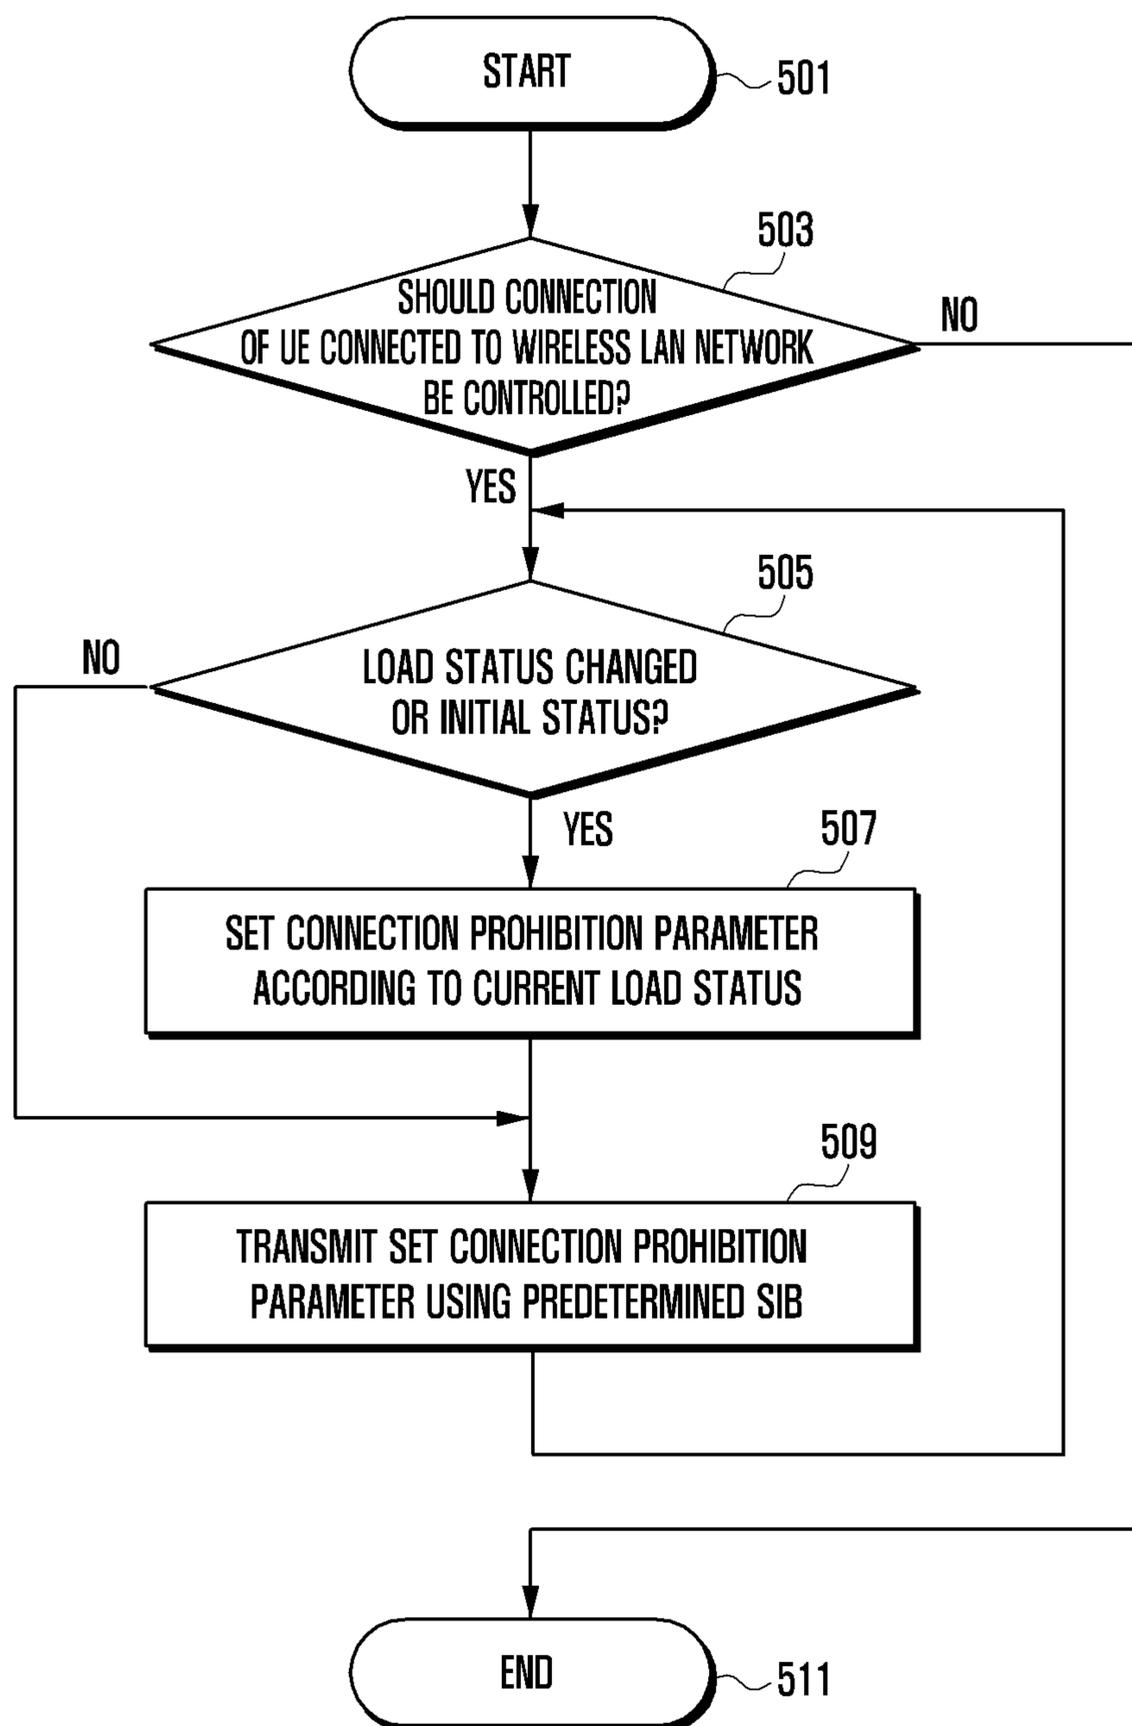 START
501
503
SHOULD CONNECTION
OF UE CONNECTED TO WIRELESS LAN NETWORK
BE CONTROLLED?
NO
YES
505
NO
LOAD STATUS CHANGED
OR INITIAL STATUS?
YES
507
SET CONNECTION PROHIBITION PARAMETER
ACCORDING TO CURRENT LOAD STATUS
509
TRANSMIT SET CONNECTION PROHIBITION
PARAMETER USING PREDETERMINED SIB
END
511